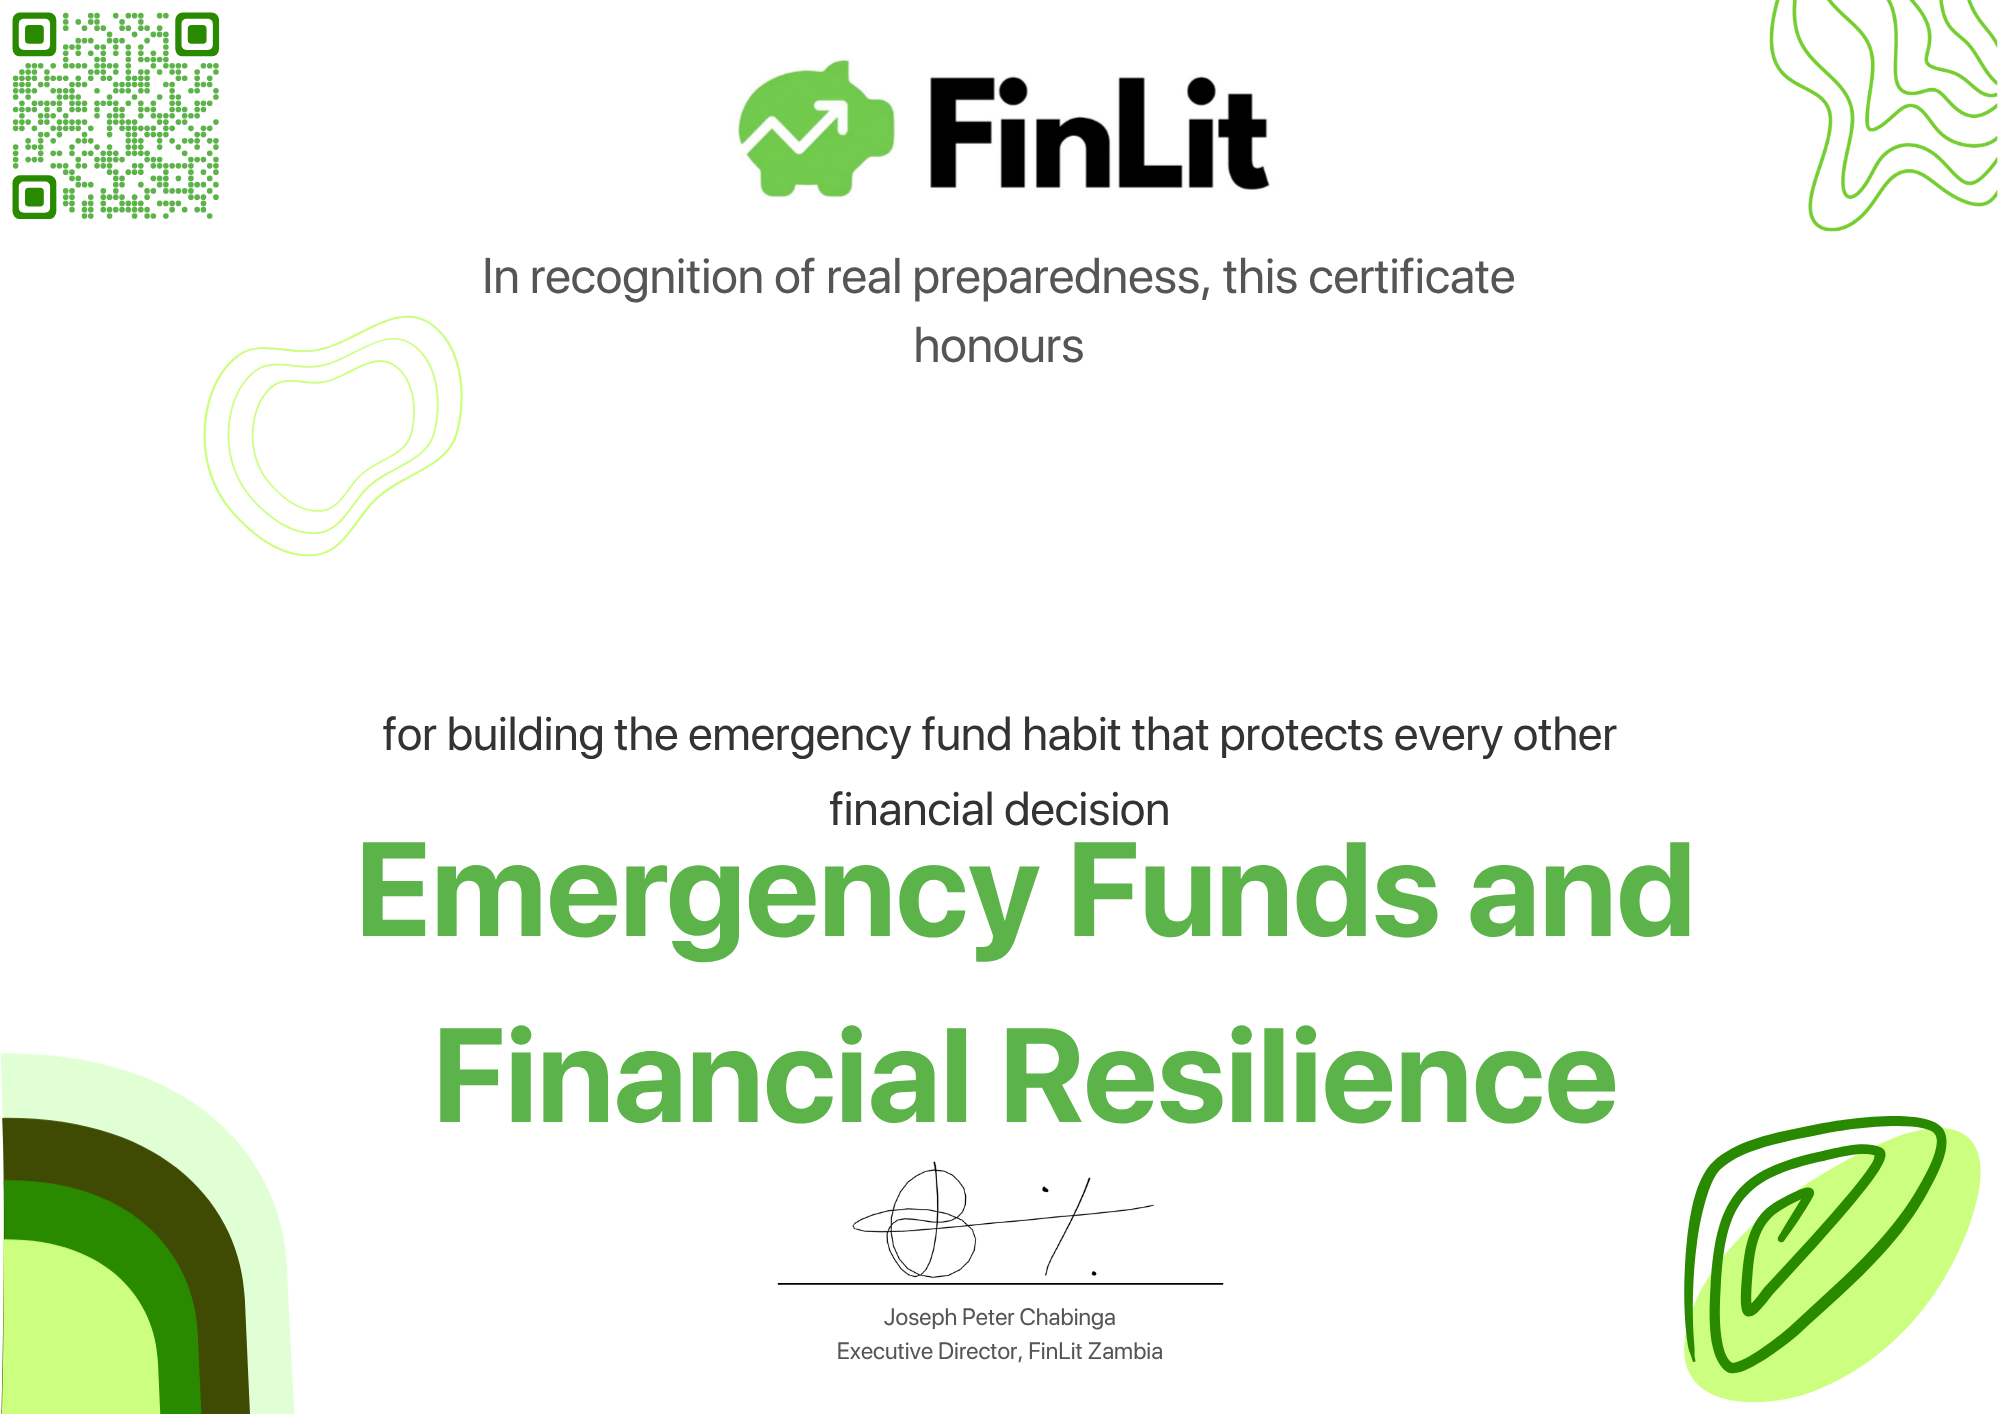 FinLit
In recognition of real preparedness, this certificate
honours
for building the emergency fund habit that protects every other
financial decision
Emergency Funds and
Financial Resilience
Joseph Peter Chabinga
Executive Director, FinLit Zambia